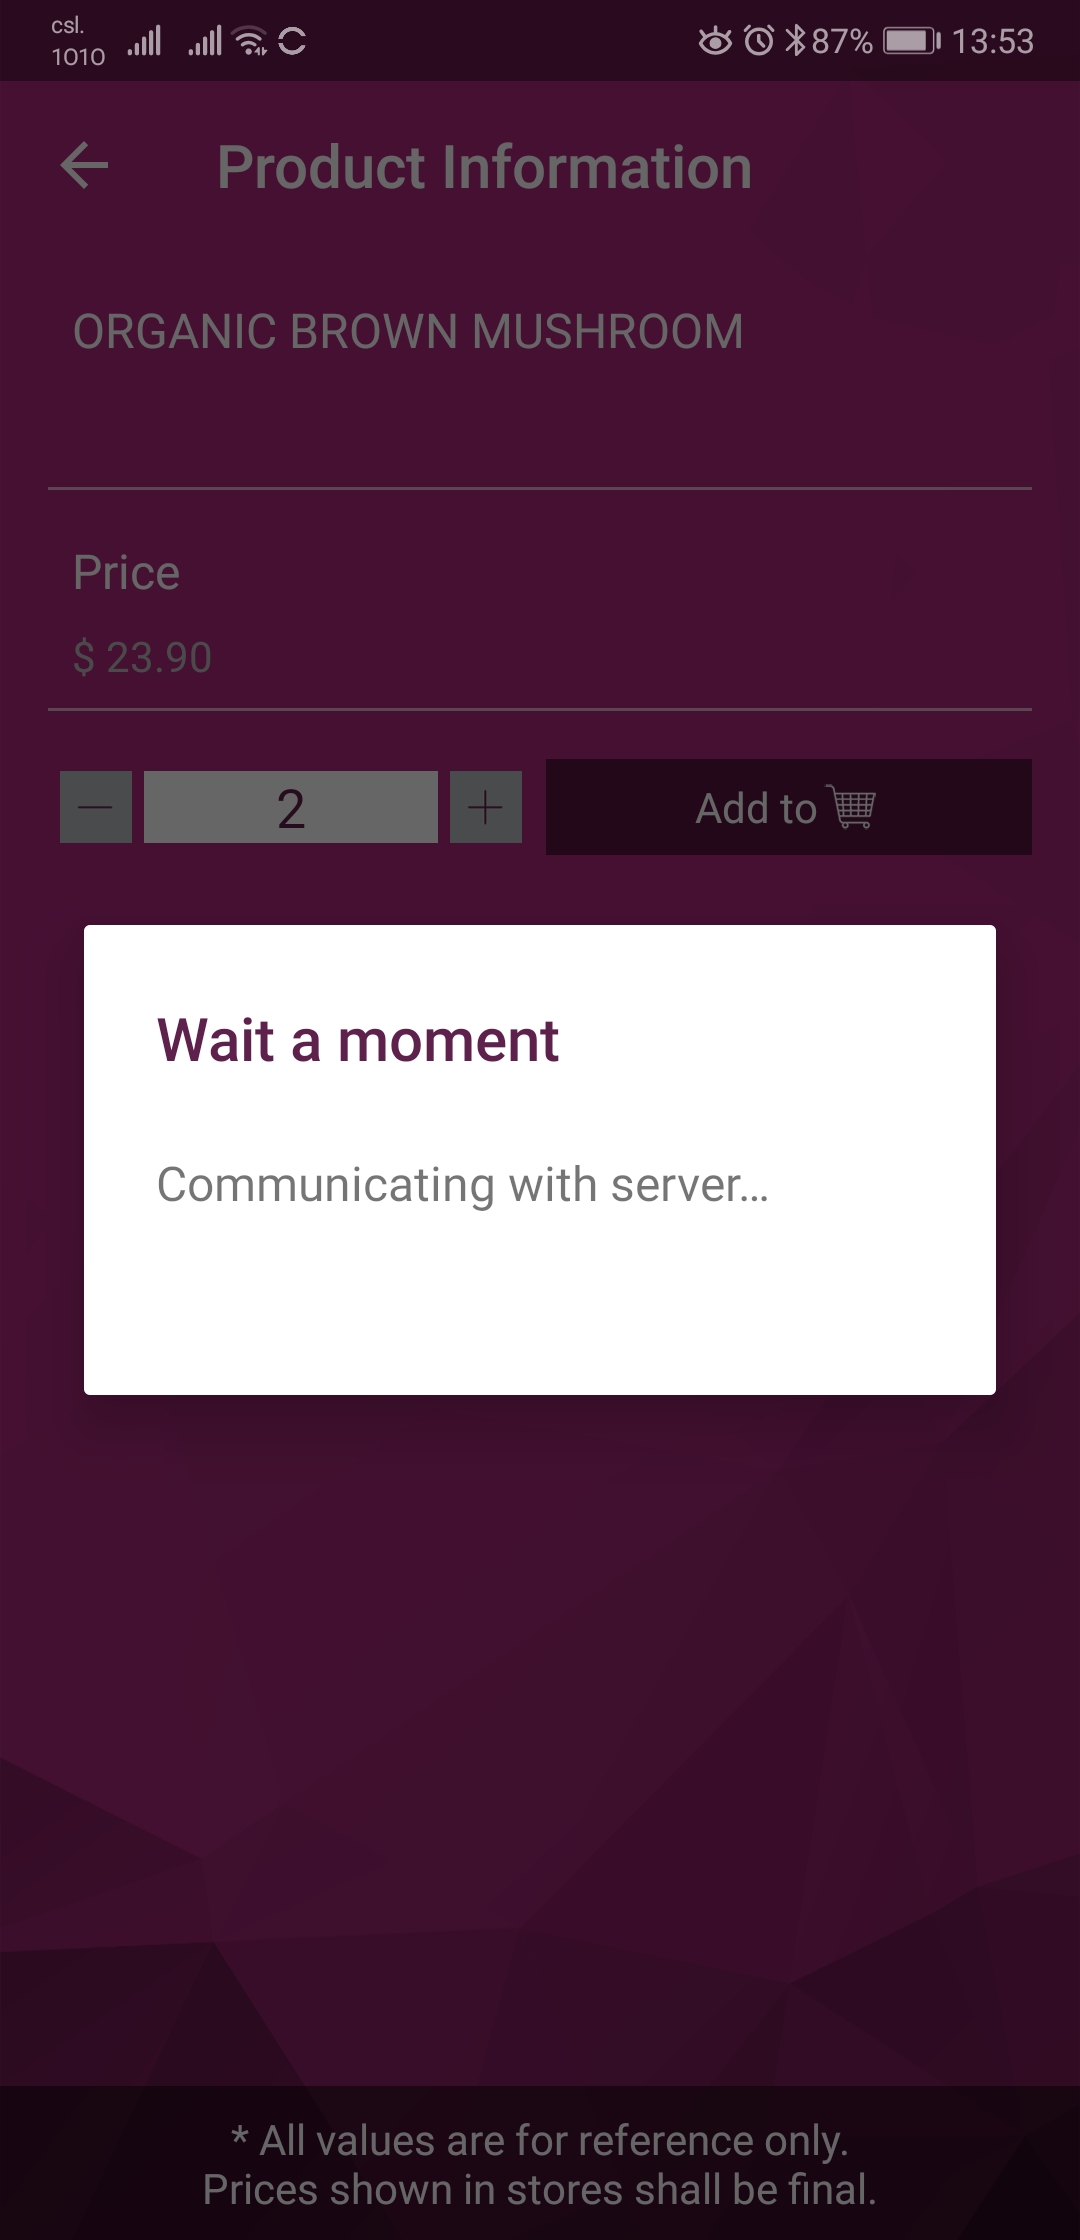 csl.
1010
87%
13:53
Product Information
ORGANIC BROWN MUSHROOM
Price
$ 23.90
2
Add to
Wait a moment
Communicating with server...
* All values are for reference only.
Prices shown in stores shall be final.